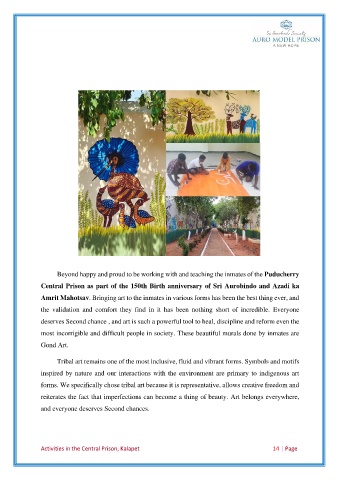 Sri Aurobindo Society
AURO MODEL PRISON
A NEW HOPE
Beyond happy and proud to be working with and teaching the inmates of the Puducherry
Central Prison as part of the 150th Birth anniversary of Sri Aurobindo and Azadi ka
Amrit Mahotsav. Bringing art to the inmates in various forms has been the best thing ever, and
the validation and comfort they find in it has been nothing short of incredible. Everyone
deserves Second chance , and art is such a powerful tool to heal, discipline and reform even the
most incorrigible and difficult people in society. These beautiful murals done by inmates are
Gond Art.
Tribal art remains one of the most inclusive, fluid and vibrant forms. Symbols and motifs
inspired by nature and our interactions with the environment are primary to indigenous art
forms. We specifically chose tribal art because it is representative, allows creative freedom and
reiterates the fact that imperfections can become a thing of beauty. Art belongs everywhere,
and everyone deserves Second chances.
Activities in the Central Prison, Kalapet 14 | Page